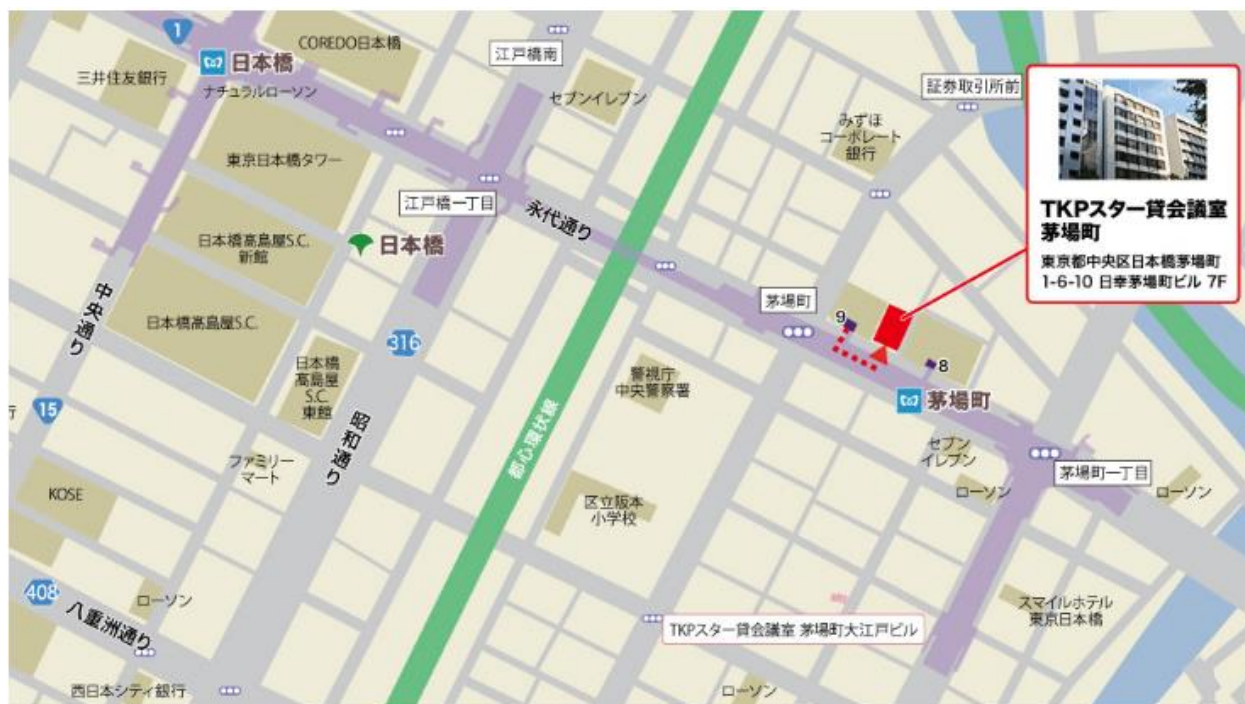 1
COREDO日本橋
日本橋
三井住友銀行
ナチュラルローソン
江戸橋南
セブンイレブン
証券取引所前
みずほ
コーポレート
銀行
東京日本橋タワー
江戸橋一丁目
永代通り
TKPスター貸会議室
茅場町
東京都中央区日本橋茅場町
1-6-10 日幸茅場町ビル 7F
日本橋髙島屋S.C.
新館
日本橋
中央通り
日本橋髙島屋S.C.
茅場町
9
8
316
日本橋
髙島屋
S.C.
東館
警視庁
中央警察署
茅場町
15
昭和通り
都心環状線
セブン
イレブン
茅場町一丁目
ファミリー
マート
ローソン
ローソン
KOSE
区立阪本
小学校
408
八重洲通り
ローソン
スマイルホテル
東京日本橋
TKPスター貸会議室 茅場町大江戸ビル
西日本シティ銀行
ローソン